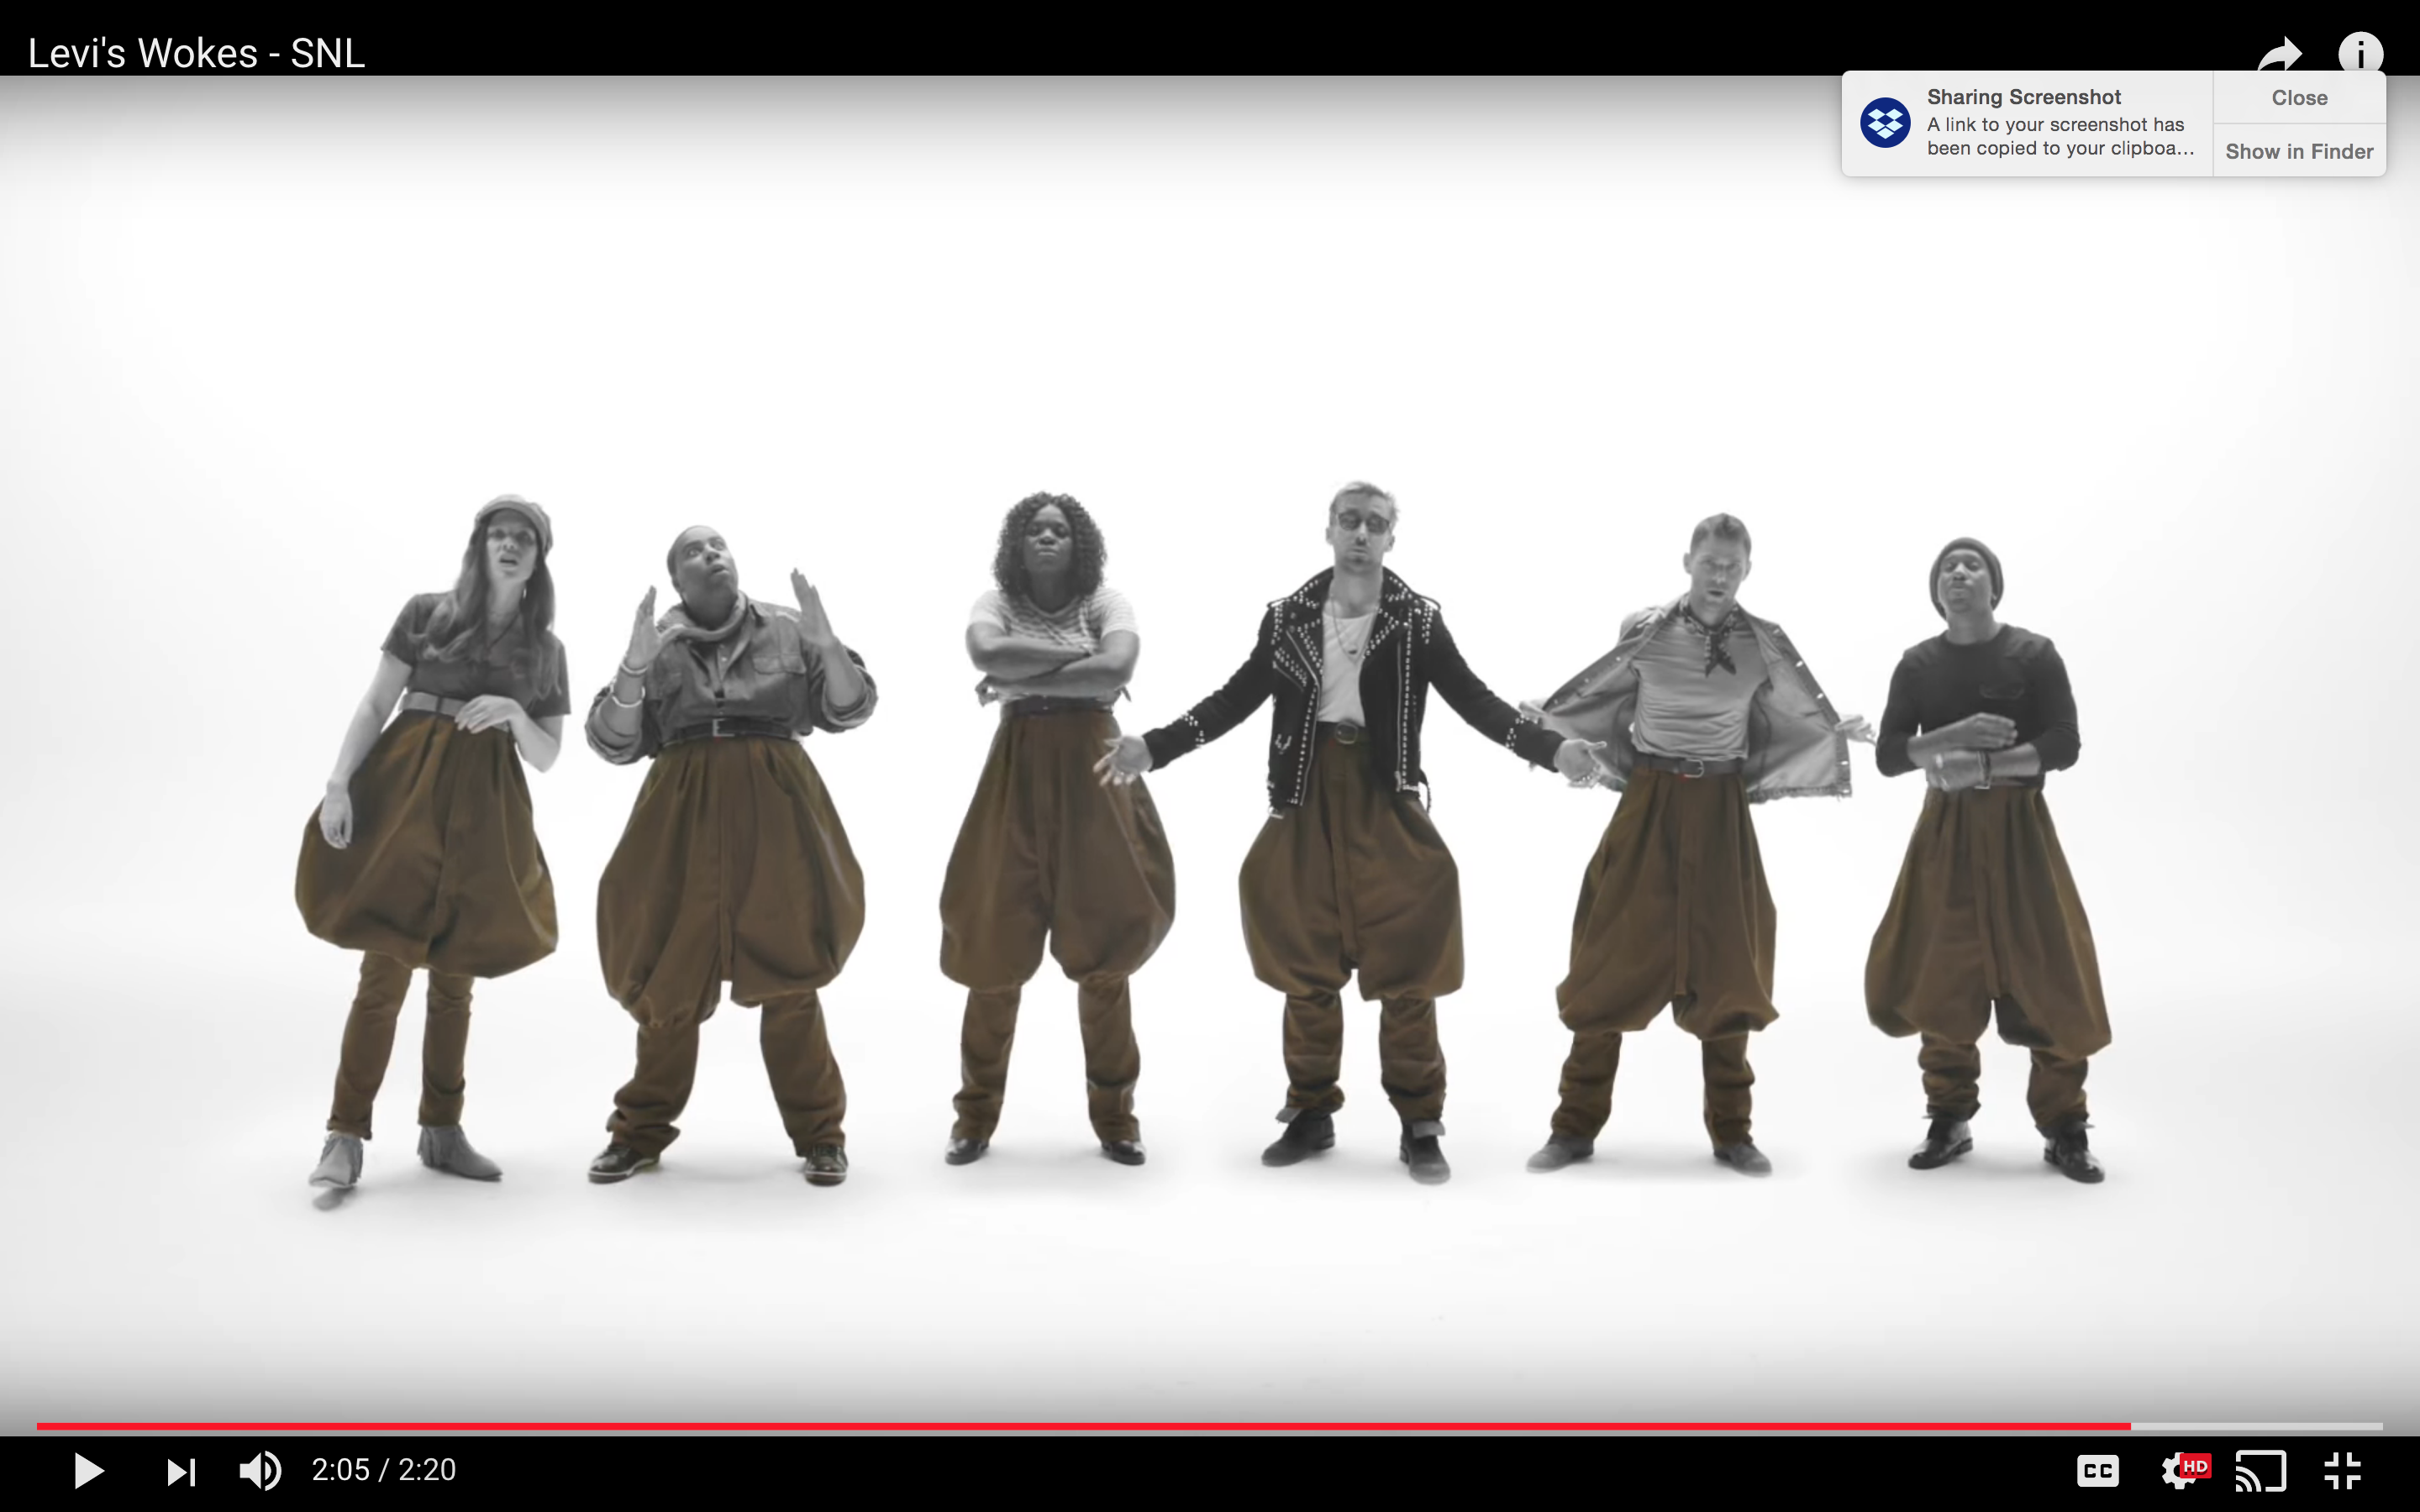 Levi's Wokes - SNL
Sharing Screenshot
A link to your screenshot has
been copied to your clipboa...
Close
Show in Finder
2:05 / 2:20
CC
HD